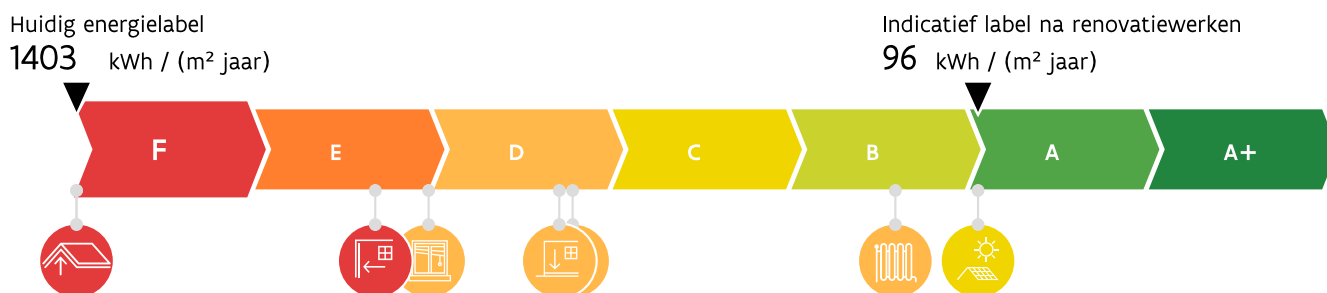 Huidig energielabel
1403 kWh / (m² jaar)
Indicatief label na renovatiewerken
96 kWh / (m² jaar)
F E D C B A A+